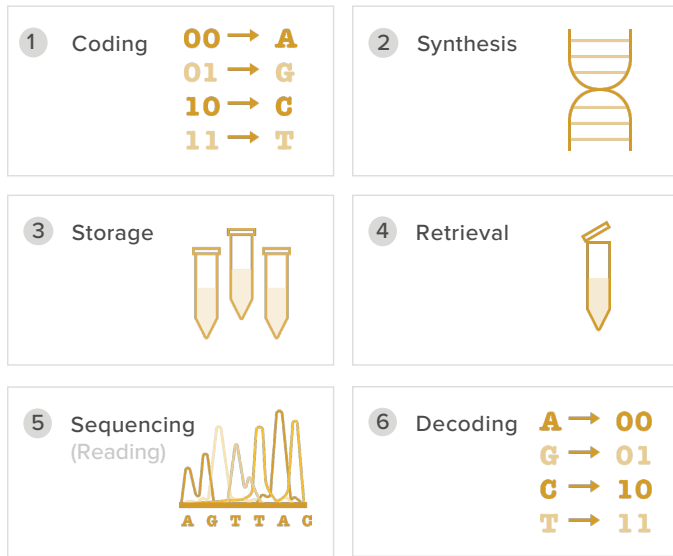 1 Coding
00 → A
01 → G
10 → C
11 → T
2 Synthesis
3 Storage
4 Retrieval
5 Sequencing
(Reading)
A G T T A C
6 Decoding
A → 00
G → 01
C → 10
T → 11